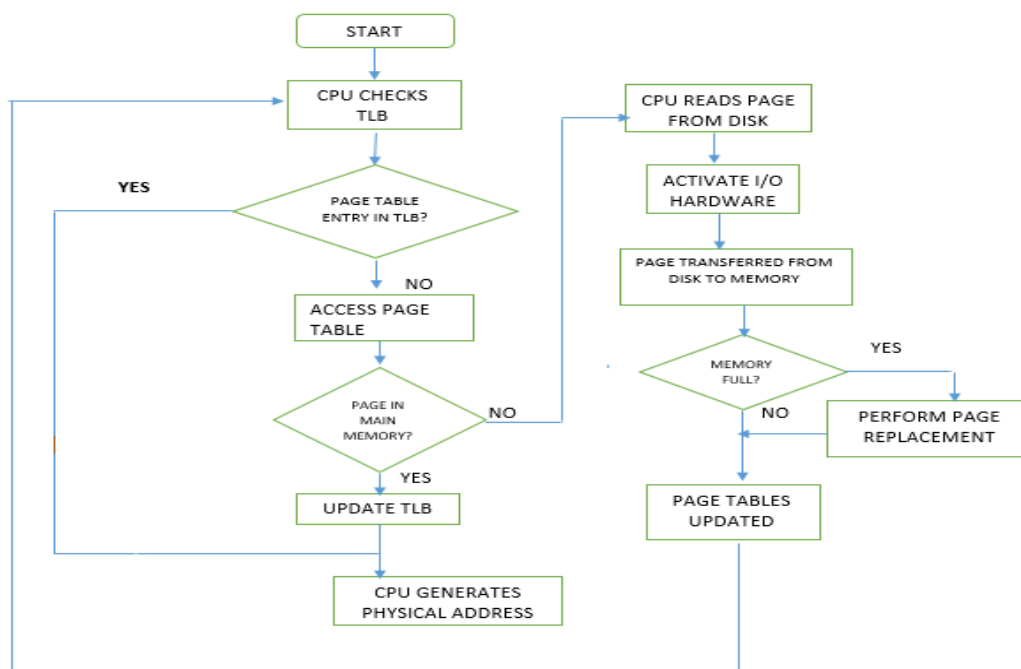 START
CPU CHECKS
TLB
YES
PAGE TABLE
ENTRY IN TLB?
NO
ACCESS PAGE
TABLE
PAGE IN
MAIN
MEMORY?
NO
YES
UPDATE TLB
CPU GENERATES
PHYSICAL ADDRESS
CPU READS PAGE
FROM DISK
ACTIVATE I/O
HARDWARE
PAGE TRANSFERRED FROM
DISK TO MEMORY
MEMORY
FULL?
YES
NO
PERFORM PAGE
REPLACEMENT
PAGE TABLES
UPDATED